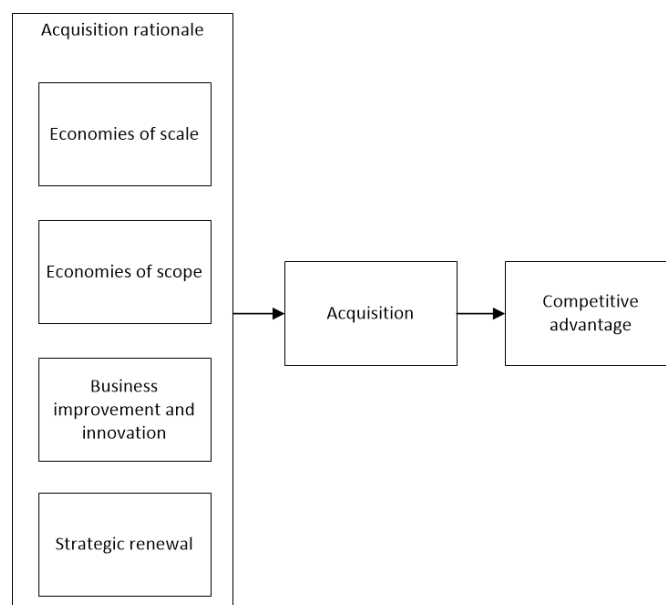 Acquisition rationale
Economies of scale
Economies of scope
Business
improvement and
innovation
Strategic renewal
Acquisition
Competitive
advantage